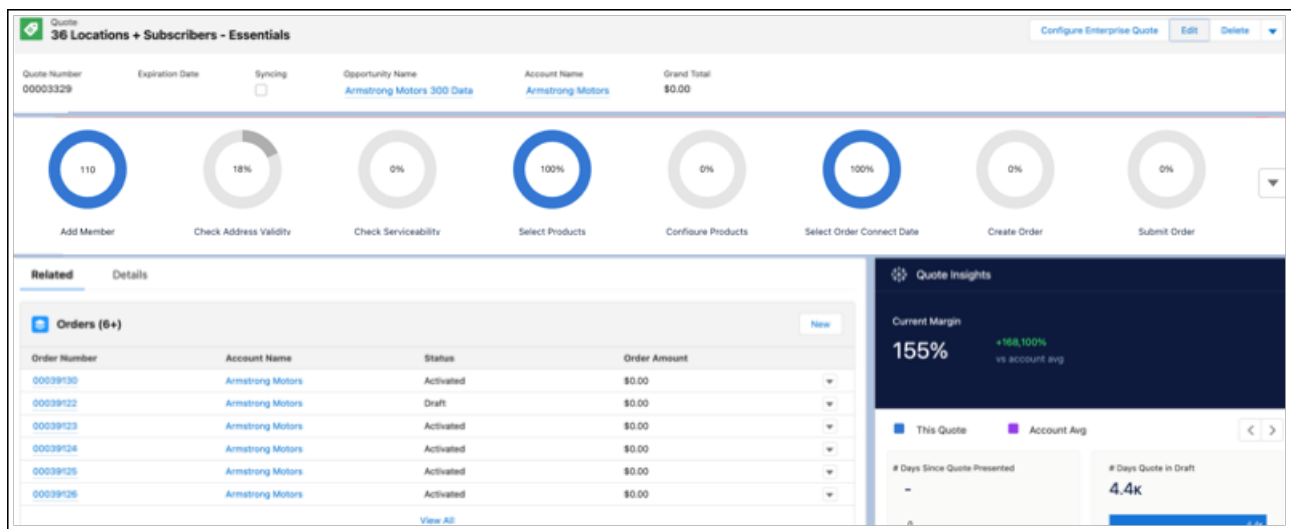 Quote
36 Locations + Subscribers - Essentials
Configure Enterprise Quote Edit Delete
Quote Number Expiration Date Syncing Opportunity Name Account Name Grand Total
00003329 Armstrong Motors 300 Data Armstrong Motors $0.00
110 18% 0% 100% 0% 100% 0% 0%
Add Member Check Address Validity Check Serviceability Select Products Configure Products Select Order Connect Date Create Order Submit Order
Related Details
Orders (6+) New
Order Number Account Name Status Order Amount
00039130 Armstrong Motors Activated $0.00
00039122 Armstrong Motors Draft $0.00
00039123 Armstrong Motors Activated $0.00
00039124 Armstrong Motors Activated $0.00
00039125 Armstrong Motors Activated $0.00
00039126 Armstrong Motors Activated $0.00
View All
Quote Insights
Current Margin
155% +168,100%
vs account avg
This Quote Account Avg
# Days Since Quote Presented # Days Quote in Draft
- 4.4K